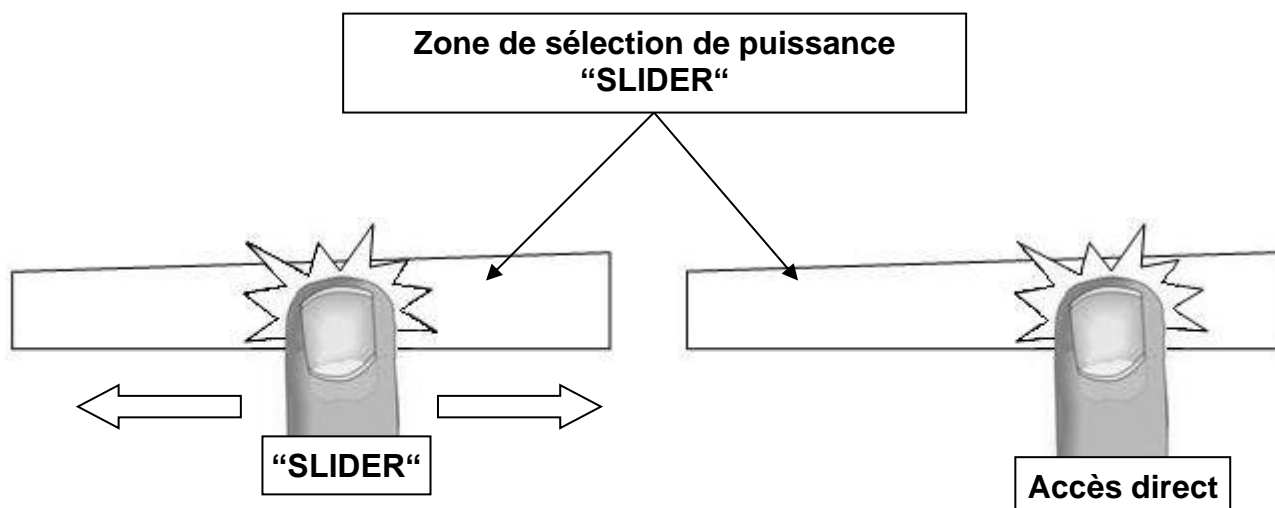 Zone de sélection de puissance
“SLIDER“
“SLIDER“
Accès direct